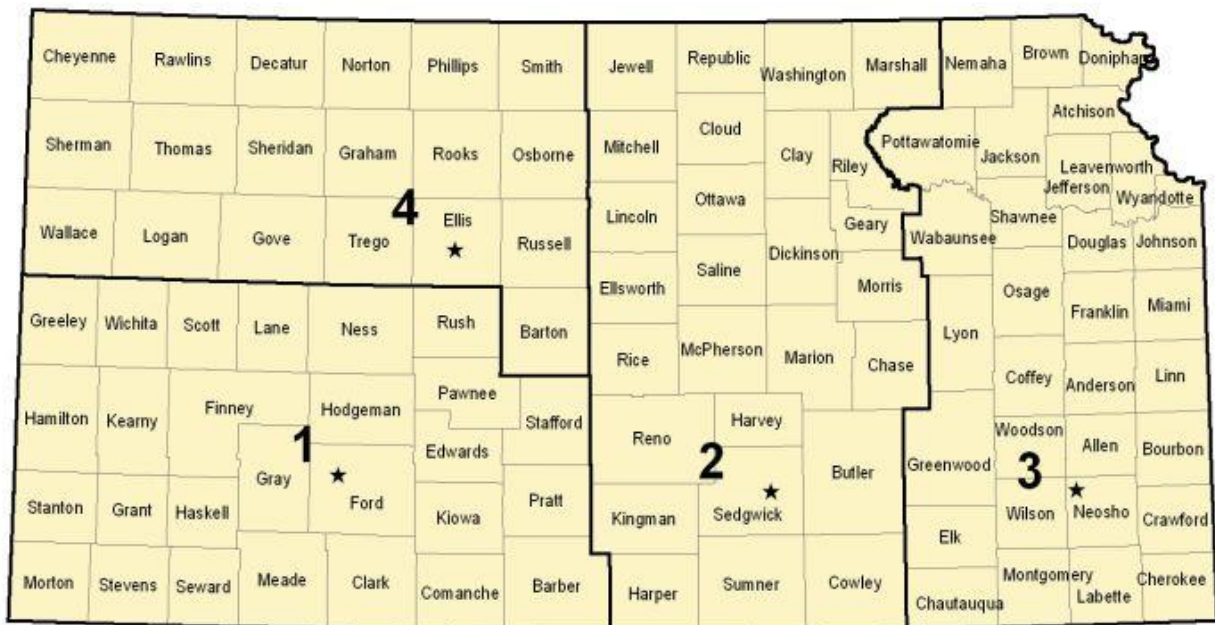 Cheyenne Rawlins Decatur Norton Phillips Smith Jewell Republic Washington Marshall Nemaha Brown Doniphan
Atchison
Sherman Thomas Sheridan Graham Rooks Osborne Mitchell Cloud Clay Riley Pottawatomie Jackson Leavenworth
Jefferson Wyandotte
4
Wallace Logan Gove Trego Ellis Russell Lincoln Ottawa Geary Wabaunsee Shawnee Douglas Johnson
Ellsworth Saline Dickinson Morris Osage Franklin Miami
Greeley Wichita Scott Lane Ness Rush Barton Rice McPherson Marion Chase Lyon
Coffey Anderson Linn
Hamilton Kearny Finney Hodgeman Pawnee Stafford Reno Harvey
1
2
3
Edwards Butler Greenwood Woodson Allen Bourbon
Gray Ford
Stanton Grant Haskell Kiowa Pratt Kingman Sedgwick Elk Wilson Neosho Crawford
Morton Stevens Seward Meade Clark Comanche Barber Harper Sumner Cowley Chautauqua Montgomery Labette Cherokee